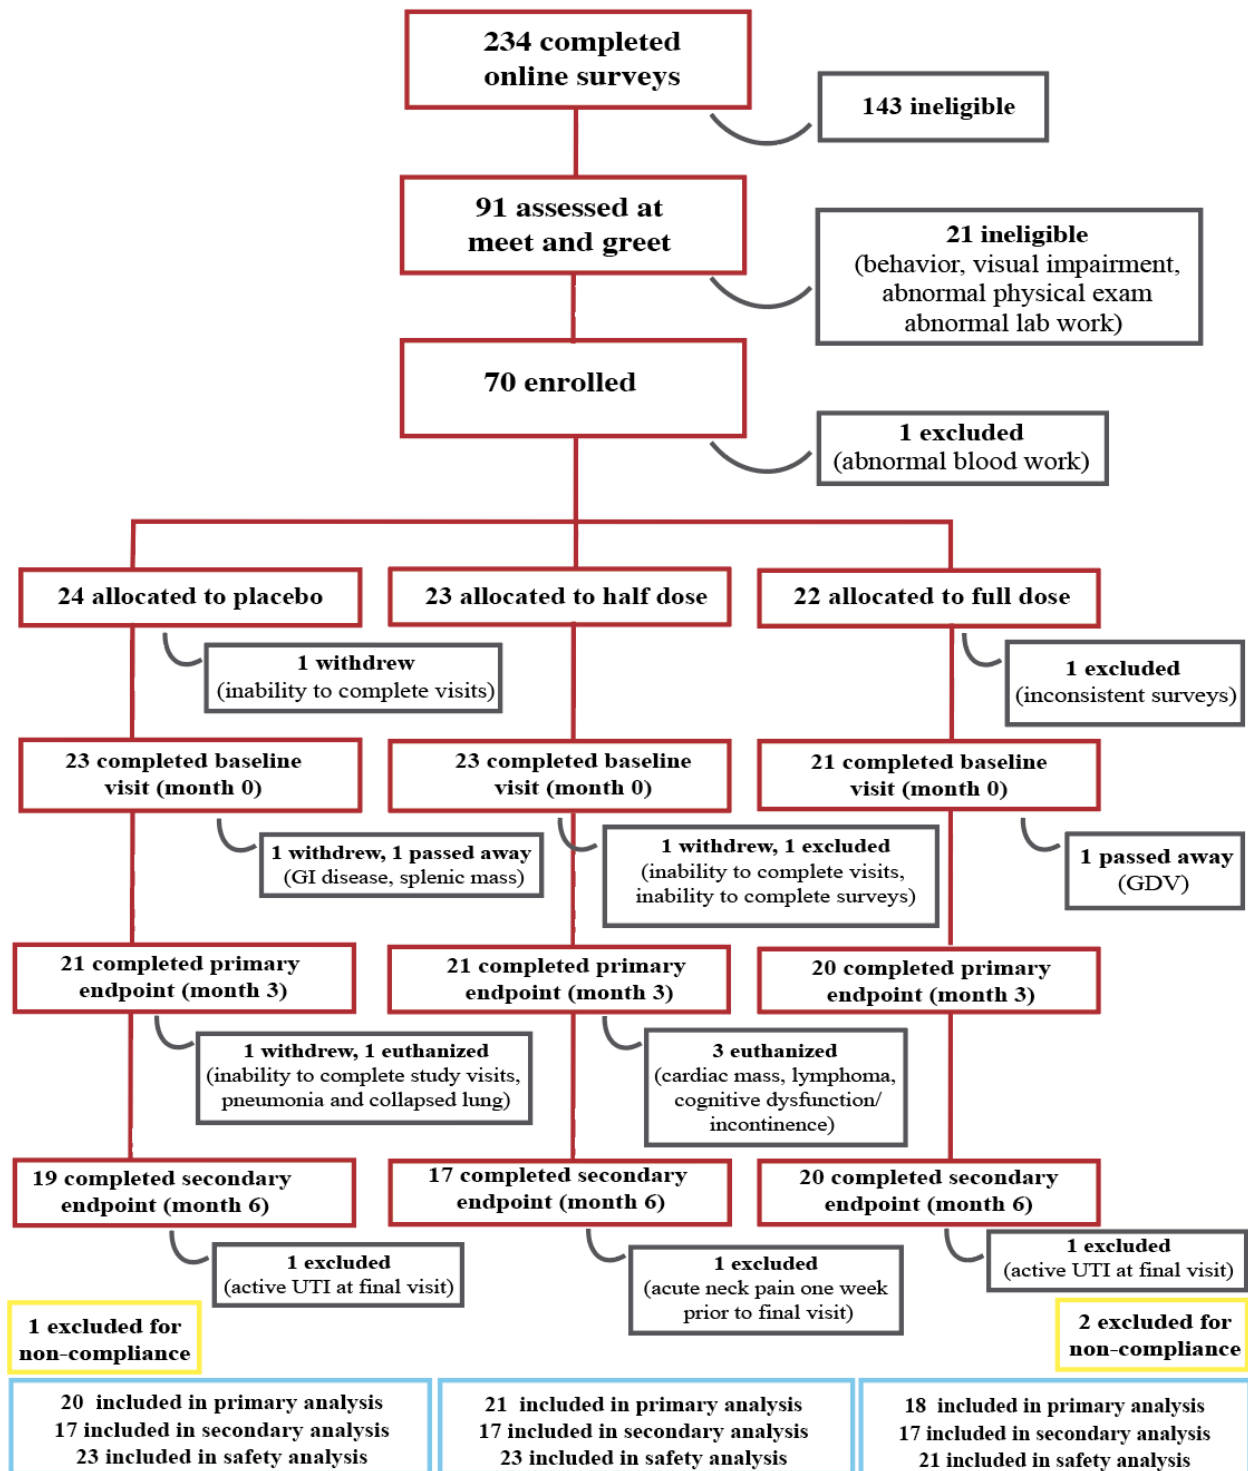 234 completed
online surveys
143 ineligible
91 assessed at
meet and greet
21 ineligible
(behavior, visual impairment,
abnormal physical exam
abnormal lab work)
70 enrolled
1 excluded
(abnormal blood work)
24 allocated to placebo
23 allocated to half dose
22 allocated to full dose
1 withdrew
(inability to complete visits)
1 excluded
(inconsistent surveys)
23 completed baseline
visit (month 0)
23 completed baseline
visit (month 0)
21 completed baseline
visit (month 0)
1 withdrew, 1 passed away
(GI disease, splenic mass)
1 withdrew, 1 excluded
(inability to complete visits,
inability to complete surveys)
1 passed away
(GDV)
21 completed primary
endpoint (month 3)
21 completed primary
endpoint (month 3)
20 completed primary
endpoint (month 3)
1 withdrew, 1 euthanized
(inability to complete study visits,
pneumonia and collapsed lung)
3 euthanized
(cardiac mass, lymphoma,
cognitive dysfunction/
incontinence)
19 completed secondary
endpoint (month 6)
17 completed secondary
endpoint (month 6)
20 completed secondary
endpoint (month 6)
1 excluded
(active UTI at final visit)
1 excluded
(acute neck pain one week
prior to final visit)
1 excluded
(active UTI at final visit)
1 excluded for
non-compliance
2 excluded for
non-compliance
20 included in primary analysis
17 included in secondary analysis
23 included in safety analysis
21 included in primary analysis
17 included in secondary analysis
23 included in safety analysis
18 included in primary analysis
17 included in secondary analysis
21 included in safety analysis